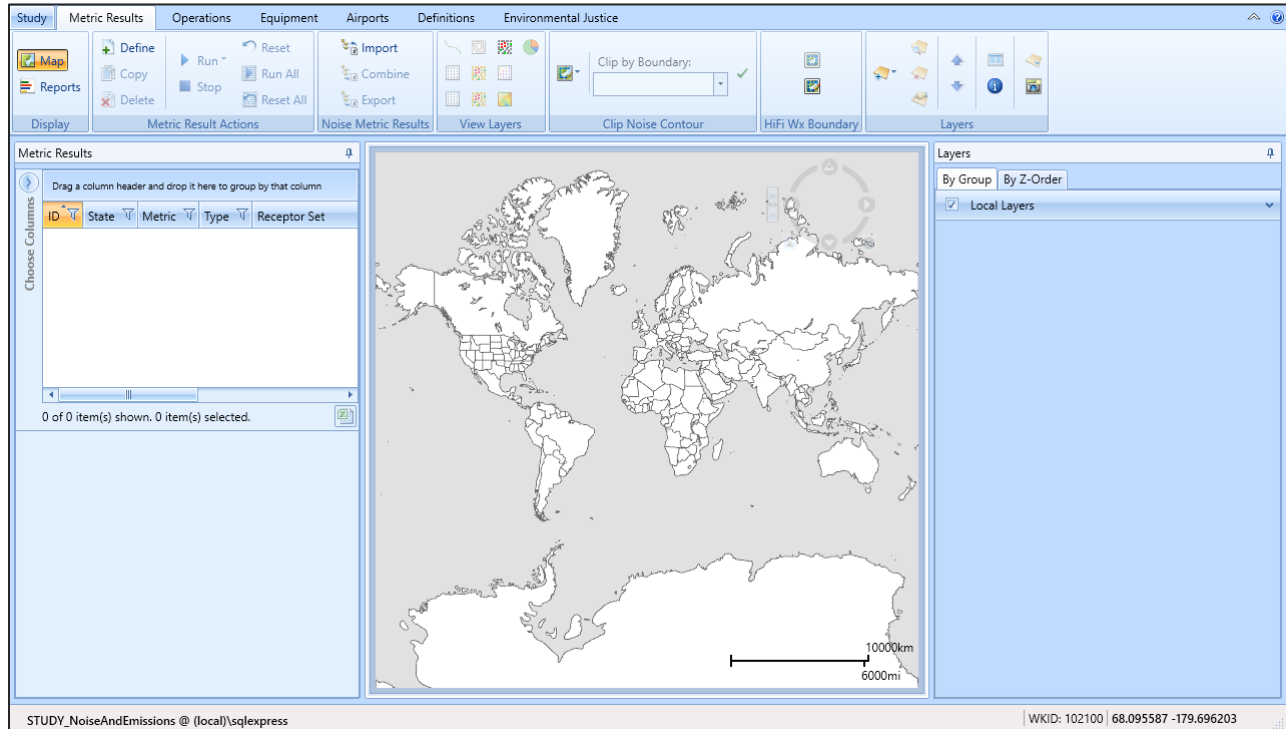 Study Metric Results Operations Equipment Airports Definitions Environmental Justice
Map
Reports
Display
Define
Copy
Delete
Run
Stop
Reset
Run All
Reset All
Metric Result Actions
Import
Combine
Export
Noise Metric Results
View Layers
Clip by Boundary:
Clip Noise Contour
HiFi Wx Boundary
Layers
Metric Results
Choose Columns
Drag a column header and drop it here to group by that column
ID State Metric Type Receptor Set
0 of 0 item(s) shown. 0 item(s) selected.
10000km
6000mi
Layers
By Group By Z-Order
Local Layers
STUDY_NoiseAndEmissions @ (local)\sqlexpress
WKID: 102100 68.095587 -179.696203